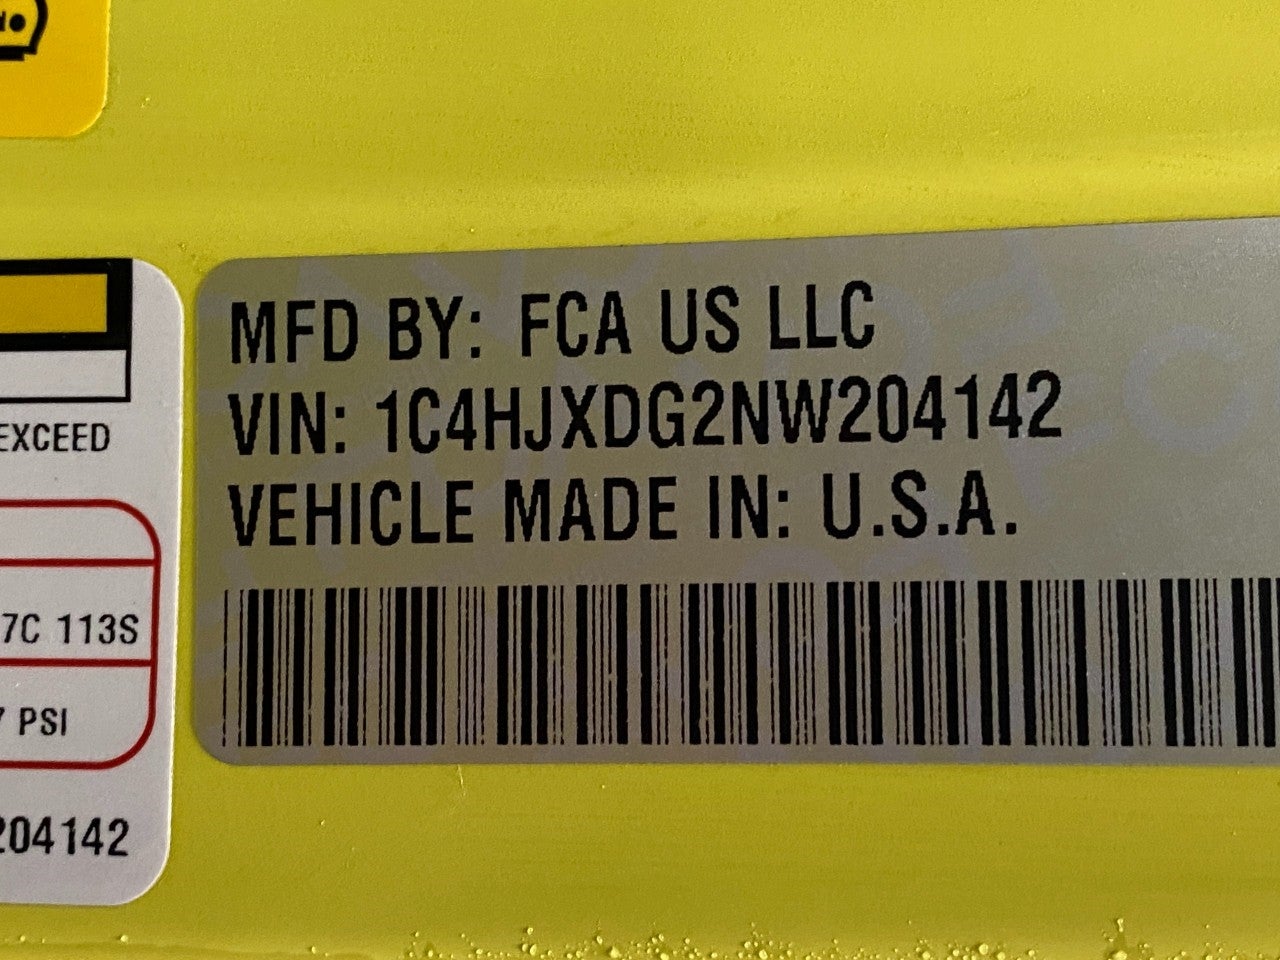 MFD BY: FCA US LLC
VIN: 1C4HJXDG2NW204142
VEHICLE MADE IN: U.S.A.
EXCEED
7C 113S
7 PSI
204142